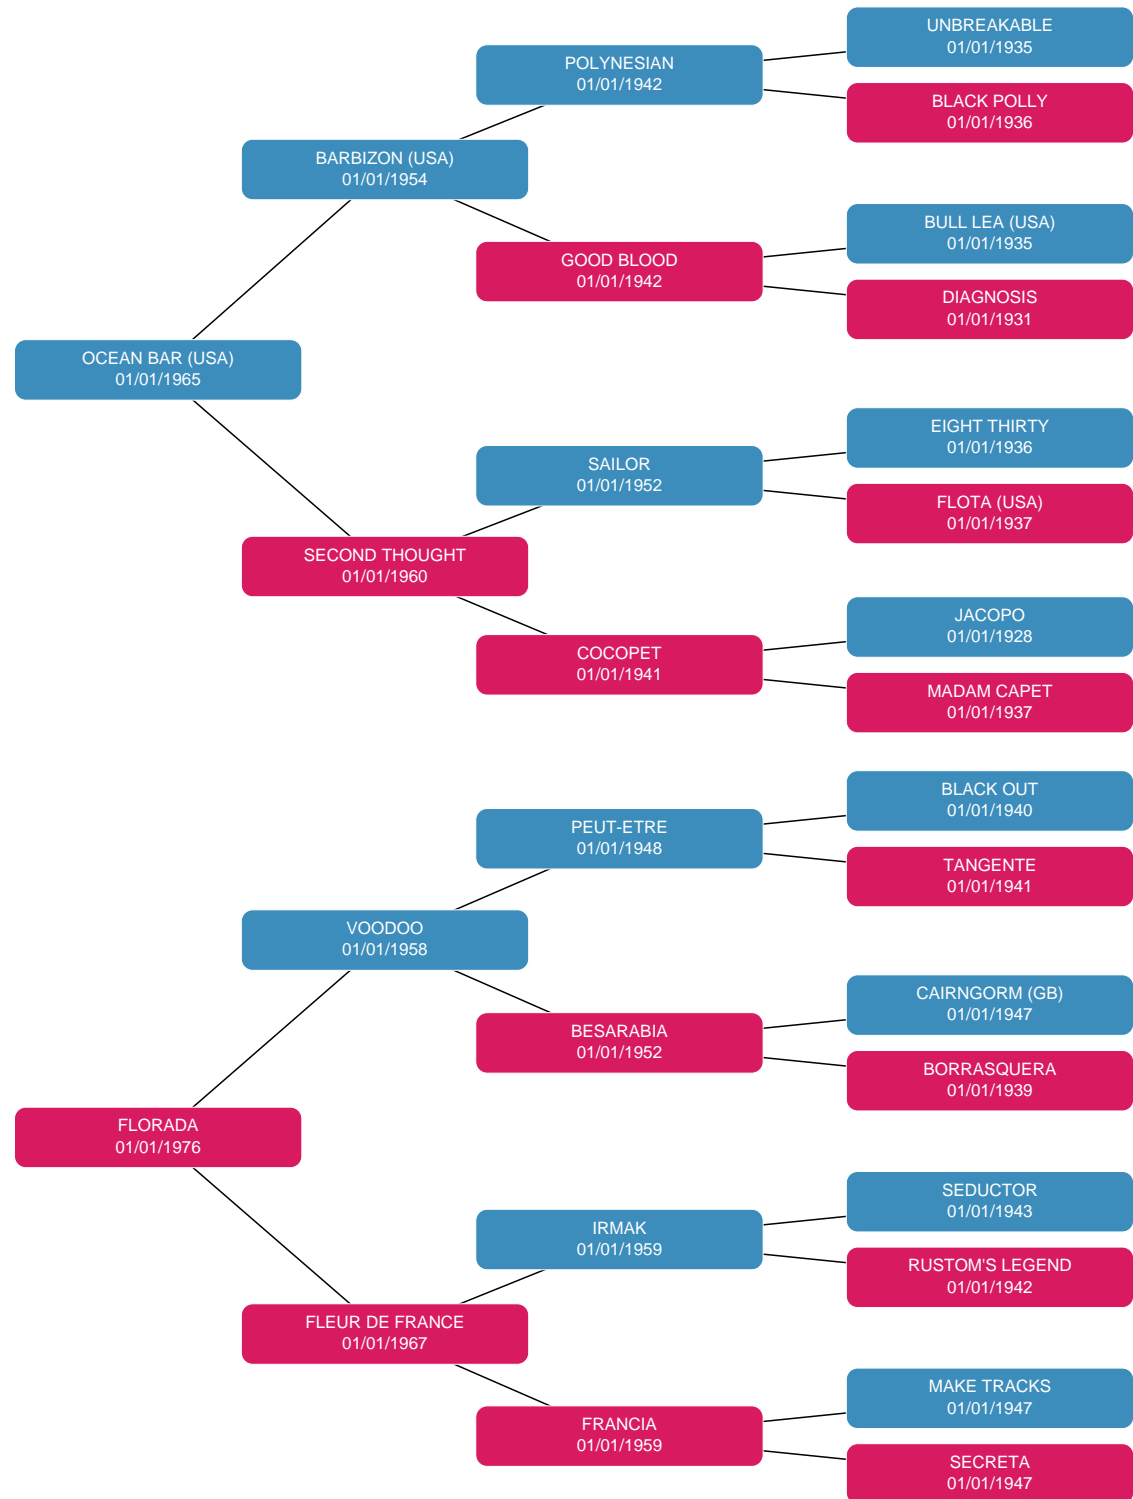 UNBREAKABLE
01/01/1935
POLYNESIAN
01/01/1942
BLACK POLLY
01/01/1936
BARBIZON (USA)
01/01/1954
BULL LEA (USA)
01/01/1935
GOOD BLOOD
01/01/1942
DIAGNOSIS
01/01/1931
OCEAN BAR (USA)
01/01/1965
EIGHT THIRTY
01/01/1936
SAILOR
01/01/1952
FLOTA (USA)
01/01/1937
SECOND THOUGHT
01/01/1960
JACOPO
01/01/1928
COCOPET
01/01/1941
MADAM CAPET
01/01/1937
BLACK OUT
01/01/1940
PEUT-ETRE
01/01/1948
TANGENTE
01/01/1941
VOODOO
01/01/1958
CAIRNGORM (GB)
01/01/1947
BESARABIA
01/01/1952
BORRASQUERA
01/01/1939
FLORADA
01/01/1976
SEDUCTOR
01/01/1943
IRMAK
01/01/1959
RUSTOM'S LEGEND
01/01/1942
FLEUR DE FRANCE
01/01/1967
MAKE TRACKS
01/01/1947
FRANCIA
01/01/1959
SECRETA
01/01/1947